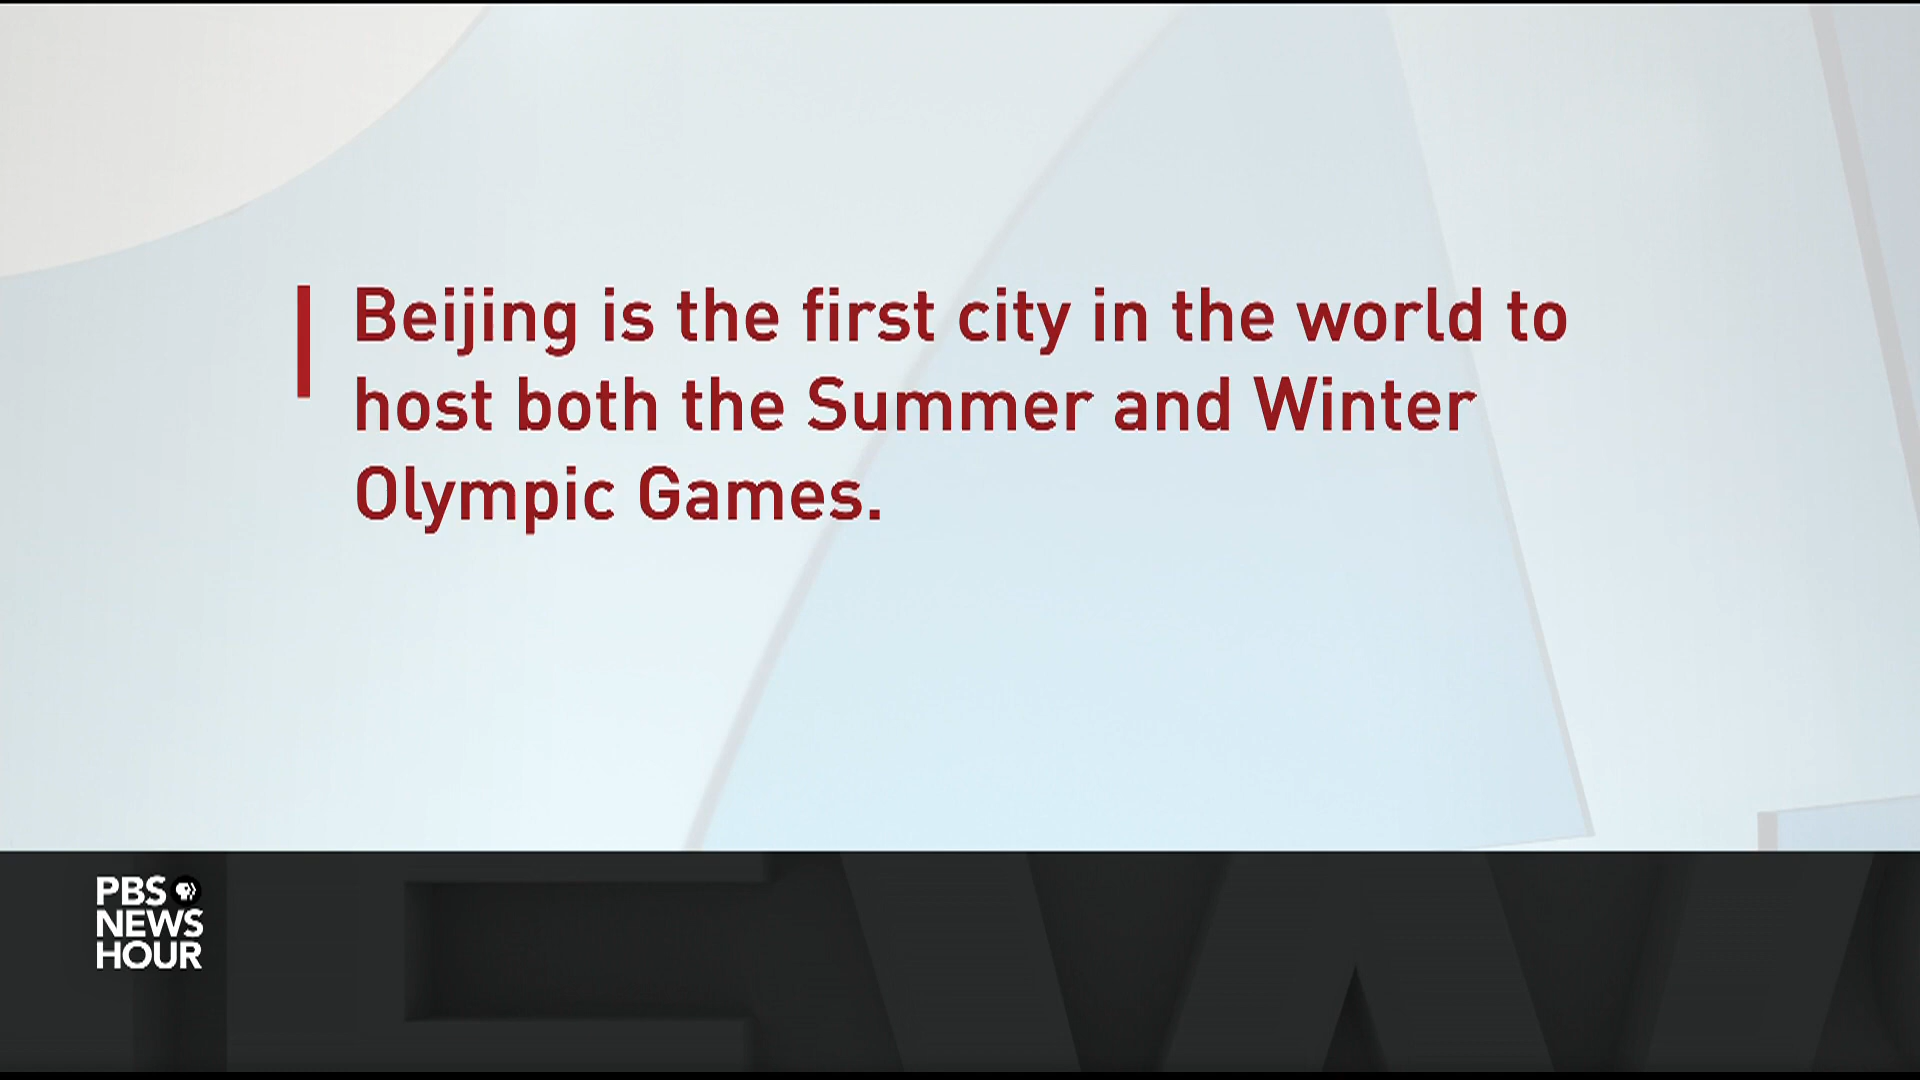 Beijing is the first city in the world to
host both the Summer and Winter
Olympic Games.
PBS
NEWS
HOUR